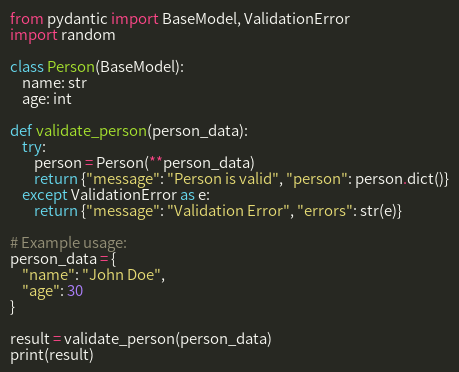 from pydantic import BaseModel, ValidationError
import random

class Person(BaseModel):
    name: str
    age: int

def validate_person(person_data):
    try:
        person = Person(**person_data)
        return {"message": "Person is valid", "person": person.dict()}
    except ValidationError as e:
        return {"message": "Validation Error", "errors": str(e)}

# Example usage:
person_data = {
    "name": "John Doe",
    "age": 30
}

result = validate_person(person_data)
print(result)